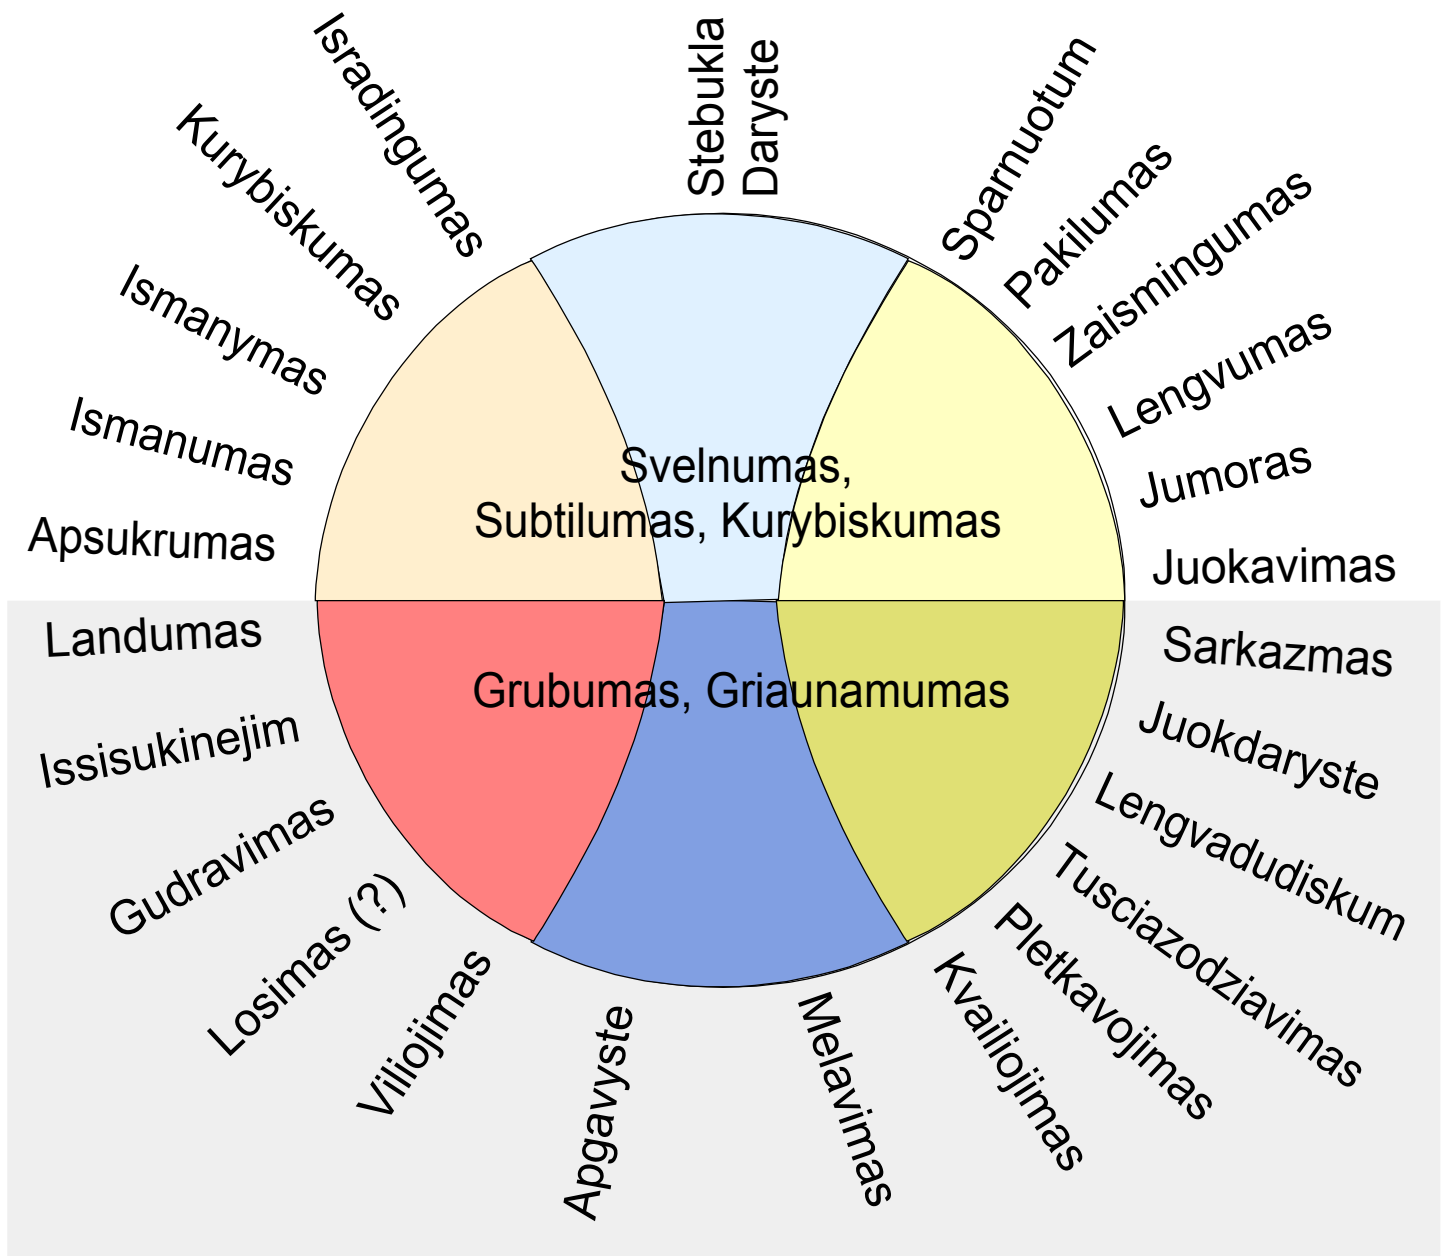 Stebukla
Daryste
Sparnuotum
Pakilumas
Zaismingumas
Lengvumas
Jumoras
Juokavimas
Sarkazmas
Juokdaryste
Lengvadudiskum
Tusciazodziavimas
Pletkavojimas
Kvailiojimas
Melavimas
Apgavyste
Viliojimas
Losimas (?)
Gudravimas
Issisukinejim
Landumas
Apsukrumas
Ismanumas
Ismanymas
Kurybiskumas
Isradingumas
Svelnumas,
Subtilumas, Kurybiskumas
Grubumas, Griaunamumas